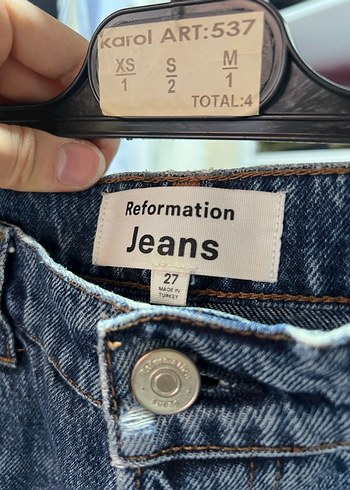 karol ART:537
XS S M
1 2 1
TOTAL:4
Reformation
Jeans
27
MADE IN
TURKEY